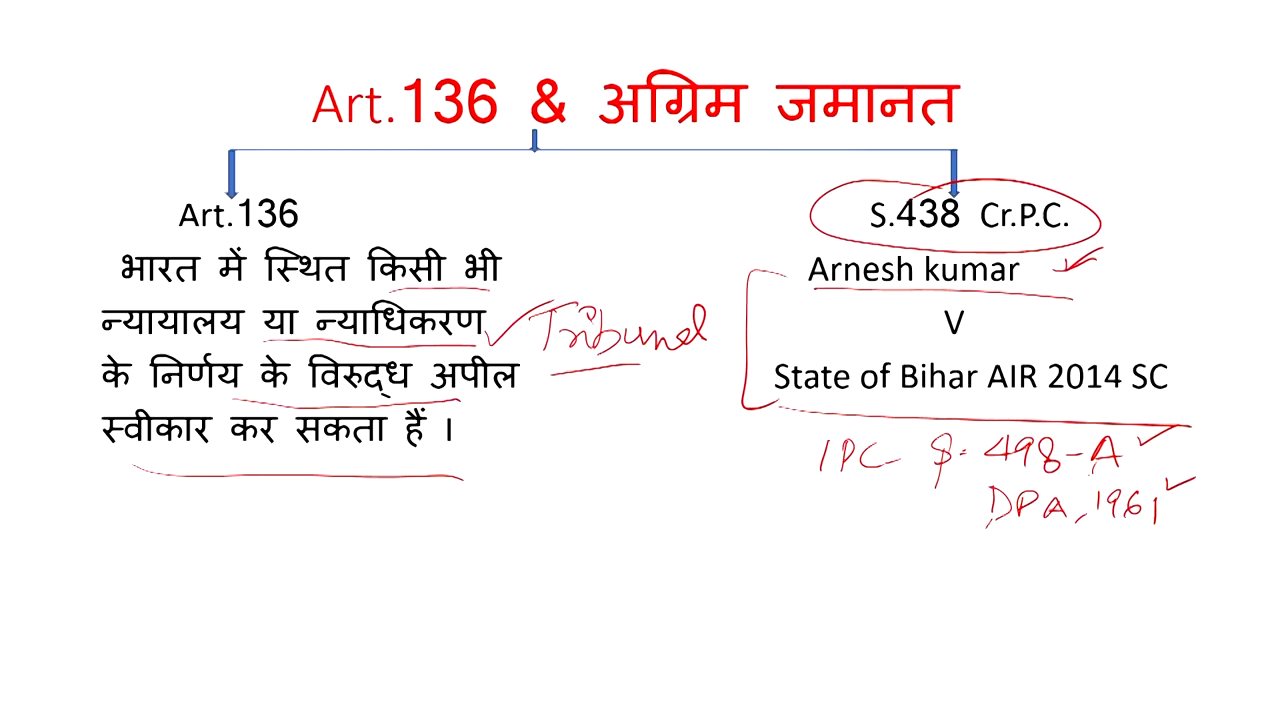 Art.136 & अग्रिम जमानत
Art.136
भारत में स्थित किसी भी
न्यायालय या न्याधिकरण
के निर्णय के विरुद्ध अपील
स्वीकार कर सकता हैं ।
Tribunal
S.438 Cr.P.C.
Arnesh kumar
V
State of Bihar AIR 2014 SC
IPC S. 498-A
DPA, 1961